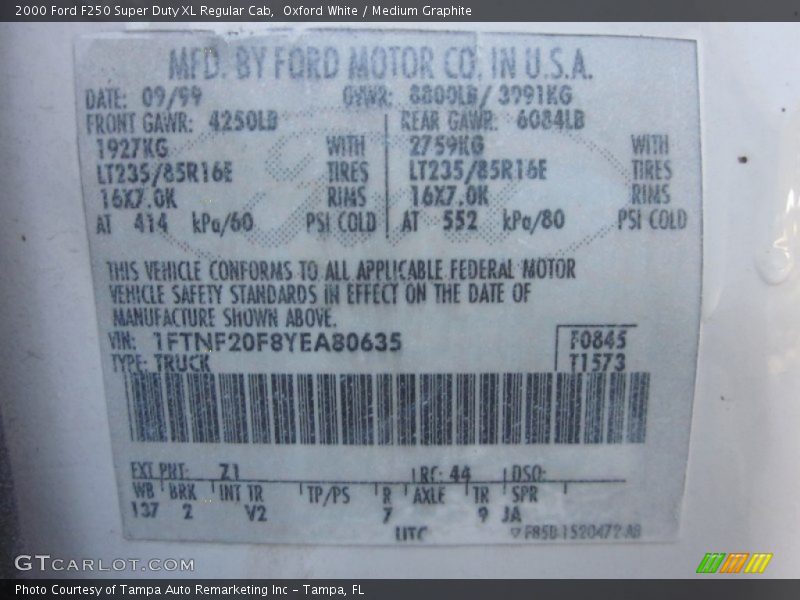 2000 Ford F250 Super Duty XL Regular Cab,  Oxford White / Medium Graphite
MFD. BY FORD MOTOR CO. IN U.S.A.
DATE: 09/99 GVWR: 8800LB/ 3991KG
FRONT GAWR: 4250LB REAR GAWR: 6084LB
1927KG WITH 2759KG WITH
LT235/85R16E TIRES LT235/85R16E TIRES
16X7.0K RIMS 16X7.0K RIMS
AT 414 kPa/60 PSI COLD AT 552 kPa/80 PSI COLD
THIS VEHICLE CONFORMS TO ALL APPLICABLE FEDERAL MOTOR
VEHICLE SAFETY STANDARDS IN EFFECT ON THE DATE OF
MANUFACTURE SHOWN ABOVE.
VIN: 1FTNF20F8YEA80635 F0845
TYPE: TRUCK T1573
EXT PNT: Z1 RC: 44 DSO:
WB BRK INT TR TP/PS R AXLE TR SPR
137 2 V2 7 9 JA
UTC F85B-1520472-AB
GTCarLot.com
Photo Courtesy of Tampa Auto Remarketing Inc – Tampa, FL